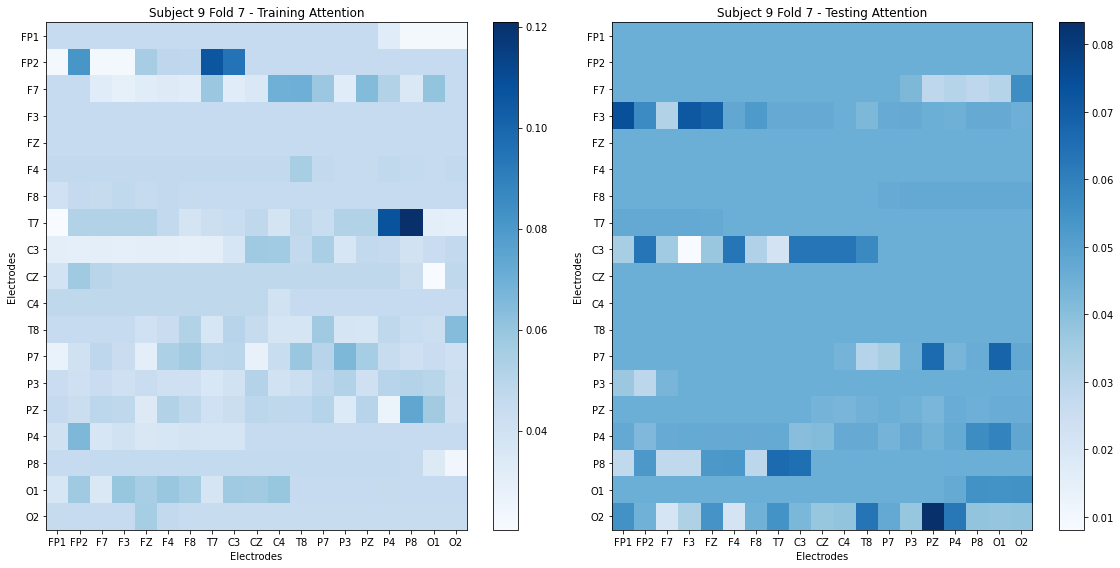 Subject 9 Fold 7 - Training Attention
FP1
FP2
F7
F3
FZ
F4
F8
T7
C3
CZ
C4
T8
P7
P3
PZ
P4
P8
O1
O2
Electrodes
FP1 FP2 F7 F3 FZ F4 F8 T7 C3 CZ C4 T8 P7 P3 PZ P4 P8 O1 O2
Electrodes
0.12
0.10
0.08
0.06
0.04
Subject 9 Fold 7 - Testing Attention
FP1
FP2
F7
F3
FZ
F4
F8
T7
C3
CZ
C4
T8
P7
P3
PZ
P4
P8
O1
O2
Electrodes
FP1 FP2 F7 F3 FZ F4 F8 T7 C3 CZ C4 T8 P7 P3 PZ P4 P8 O1 O2
Electrodes
0.08
0.07
0.06
0.05
0.04
0.03
0.02
0.01